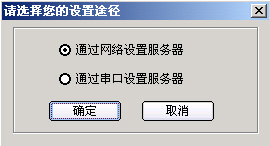 请选择您的设置途径
通过网络设置服务器
通过串口设置服务器
确定 取消